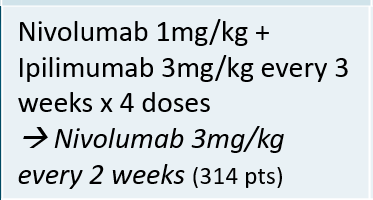 Nivolumab 1mg/kg +
Ipilimumab 3mg/kg every 3
weeks x 4 doses
→ Nivolumab 3mg/kg
every 2 weeks (314 pts)